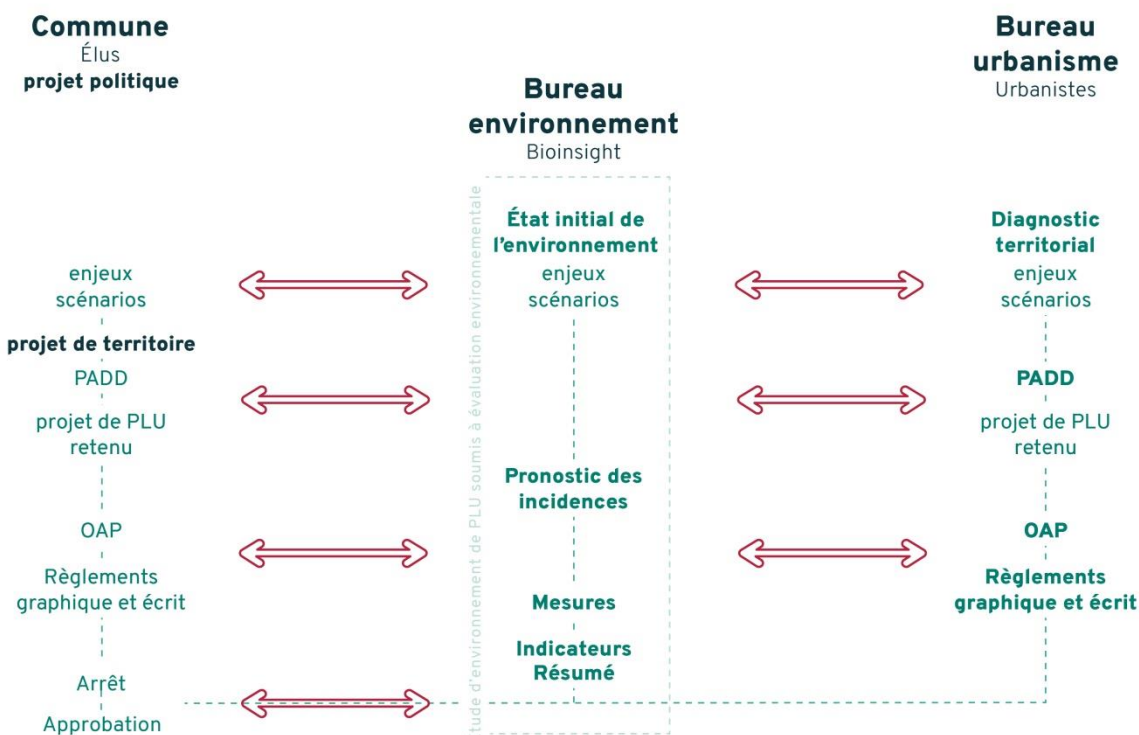 Commune
Élus
projet politique
enjeux
scénarios
projet de territoire
PADD
projet de PLU
retenu
OAP
Règlements
graphique et écrit
Arrêt
Approbation
Bureau
environnement
Bioinsight
tude d'environnement de PLU soumis à évaluation environnementale
État initial de
l'environnement
enjeux
scénarios
Pronostic des
incidences
Mesures
Indicateurs
Résumé
Bureau
urbanisme
Urbanistes
Diagnostic
territorial
enjeux
scénarios
PADD
projet de PLU
retenu
OAP
Règlements
graphique et écrit